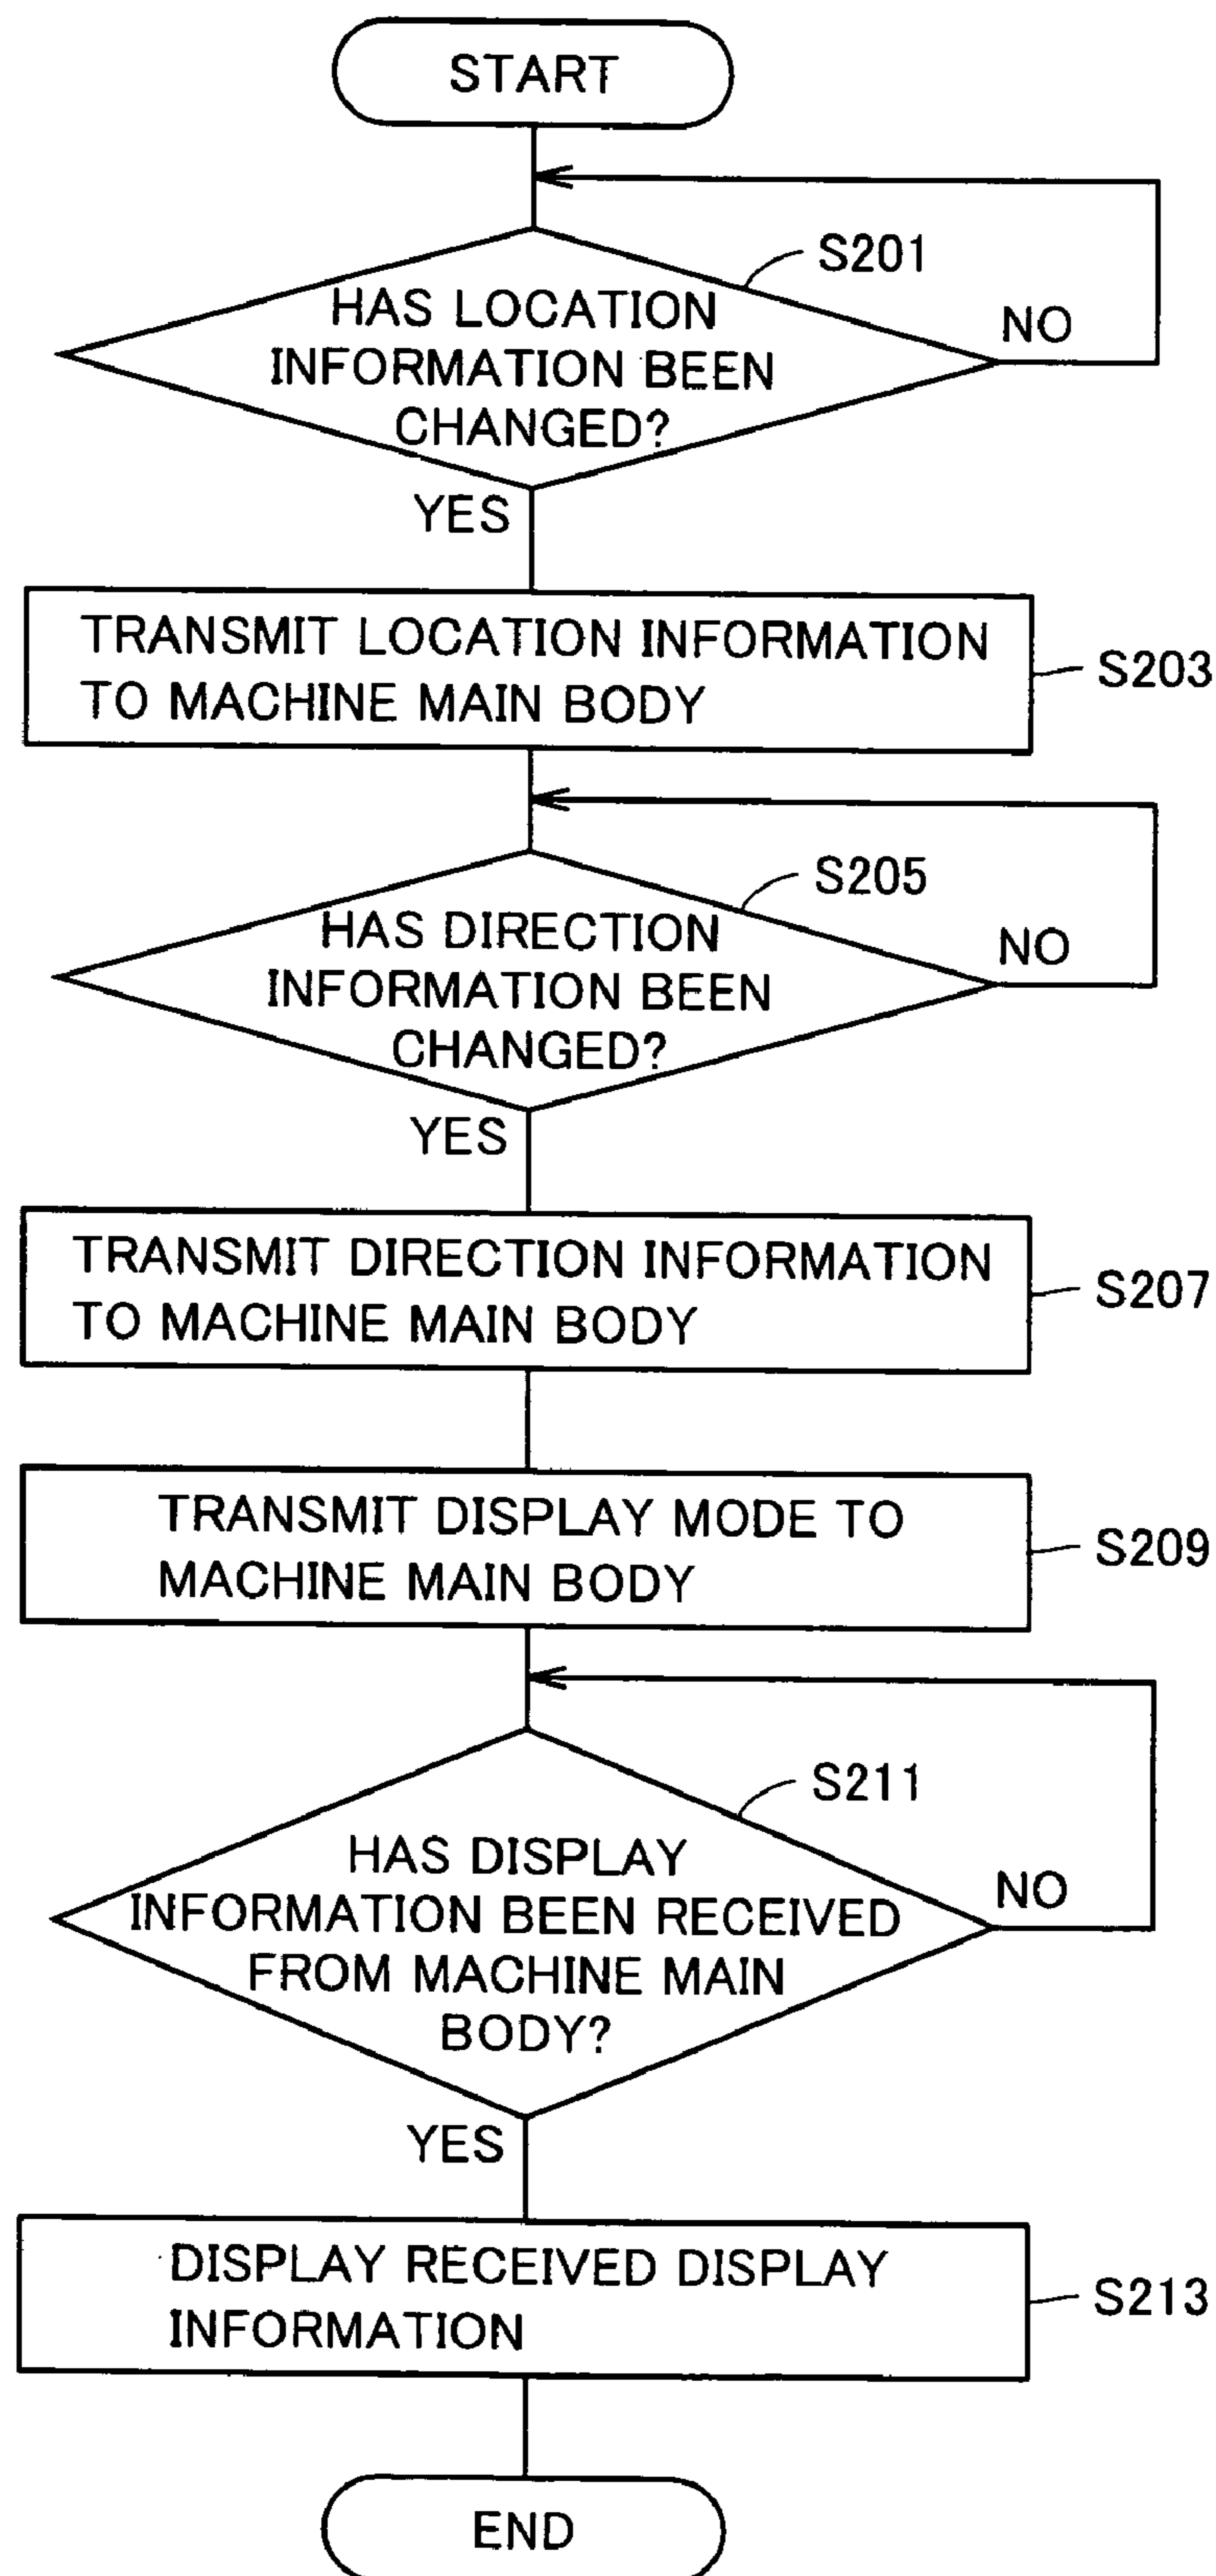 START
S201
HAS LOCATION
INFORMATION BEEN
CHANGED?
NO
YES
TRANSMIT LOCATION INFORMATION
TO MACHINE MAIN BODY
S203
S205
HAS DIRECTION
INFORMATION BEEN
CHANGED?
NO
YES
TRANSMIT DIRECTION INFORMATION
TO MACHINE MAIN BODY
S207
TRANSMIT DISPLAY MODE TO
MACHINE MAIN BODY
S209
S211
HAS DISPLAY
INFORMATION BEEN RECEIVED
FROM MACHINE MAIN
BODY?
NO
YES
DISPLAY RECEIVED DISPLAY
INFORMATION
S213
END